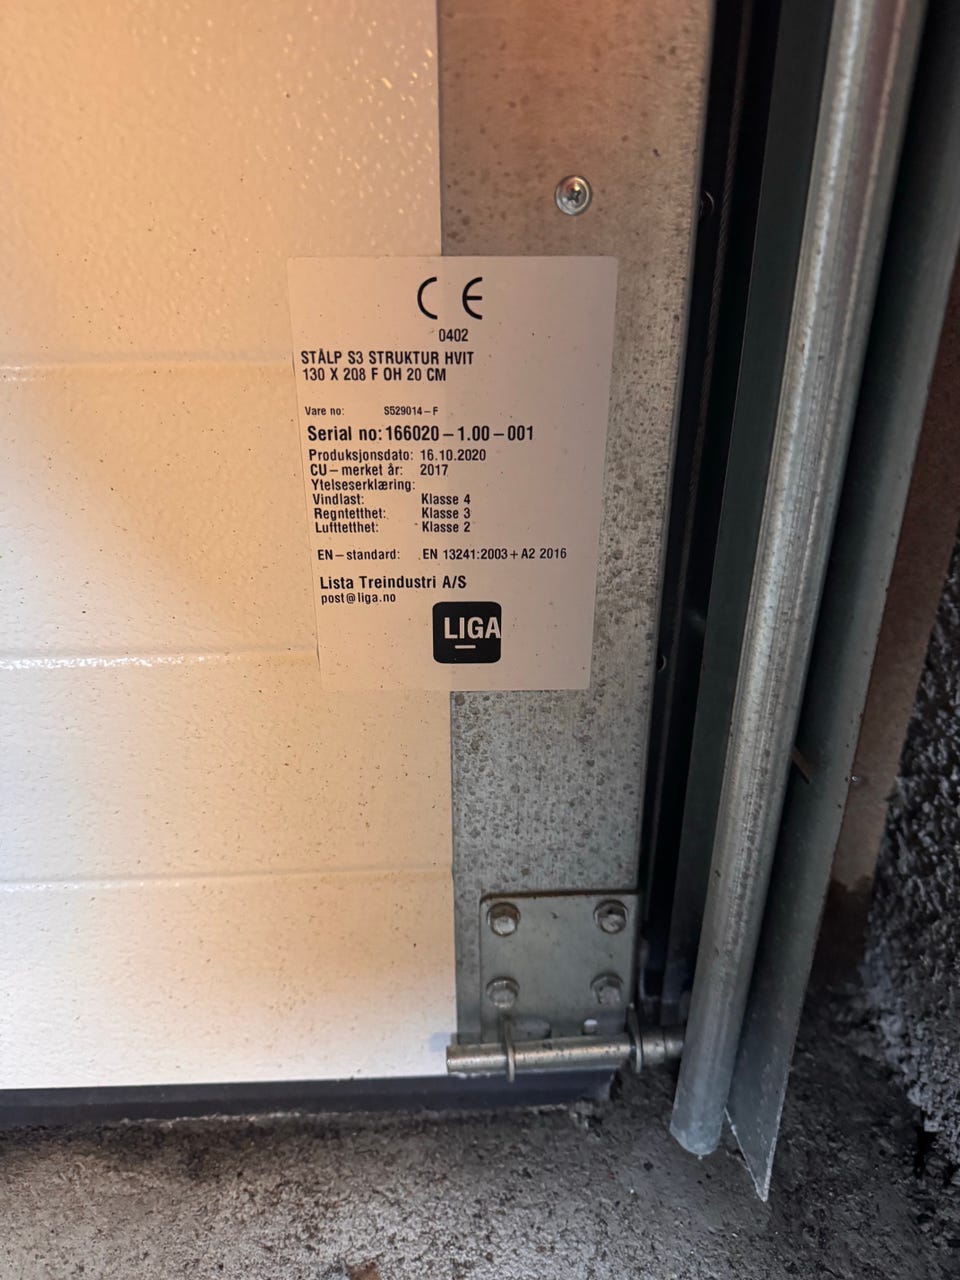 CE
0402
STÅLP S3 STRUKTUR HVIT
130 X 208 F OH 20 CM
Vare no: S529014-F
Serial no: 166020-1.00-001
Produksjonsdato: 16.10.2020
CU-merket år: 2017
Ytelseserklæring:
Vindlast: Klasse 4
Regntetthet: Klasse 3
Lufttetthet: Klasse 2
EN-standard: EN 13241:2003+A2 2016
Lista Treindustri A/S
post@liga.no
LIGA